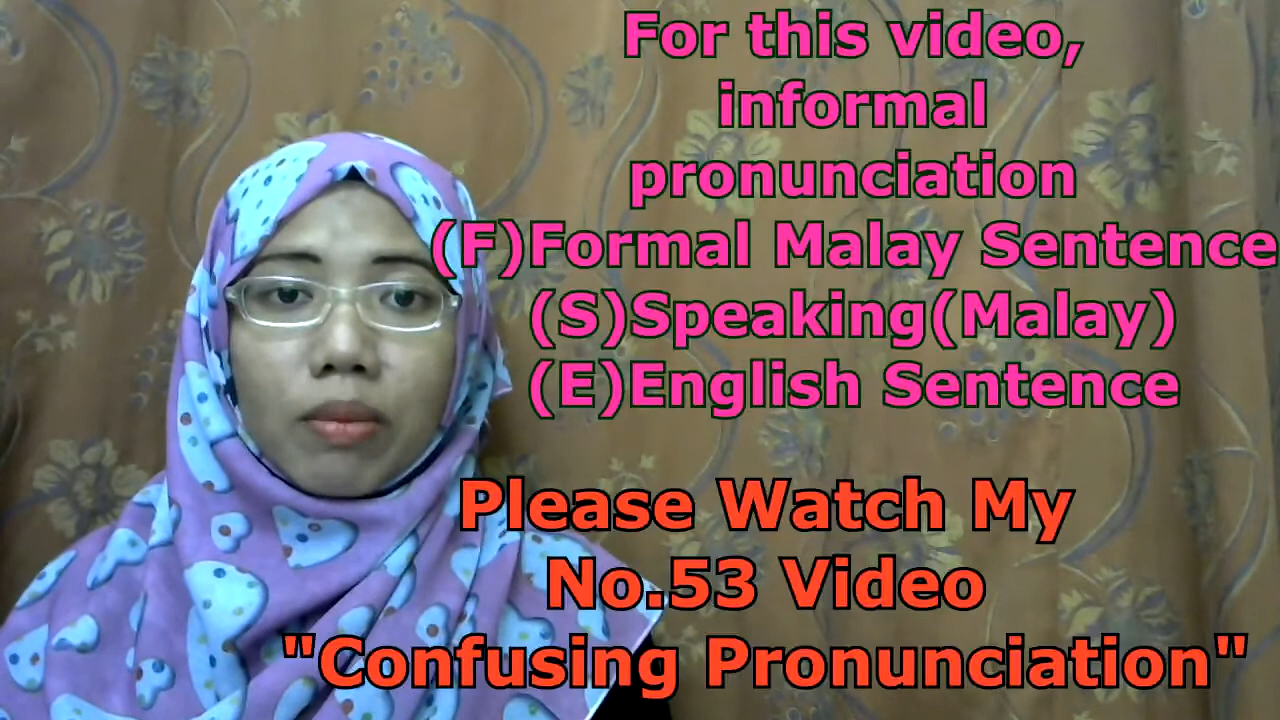 For this video,
informal
pronunciation
(F)Formal Malay Sentence
(S)Speaking(Malay)
(E)English Sentence
Please Watch My
No.53 Video
"Confusing Pronunciation"